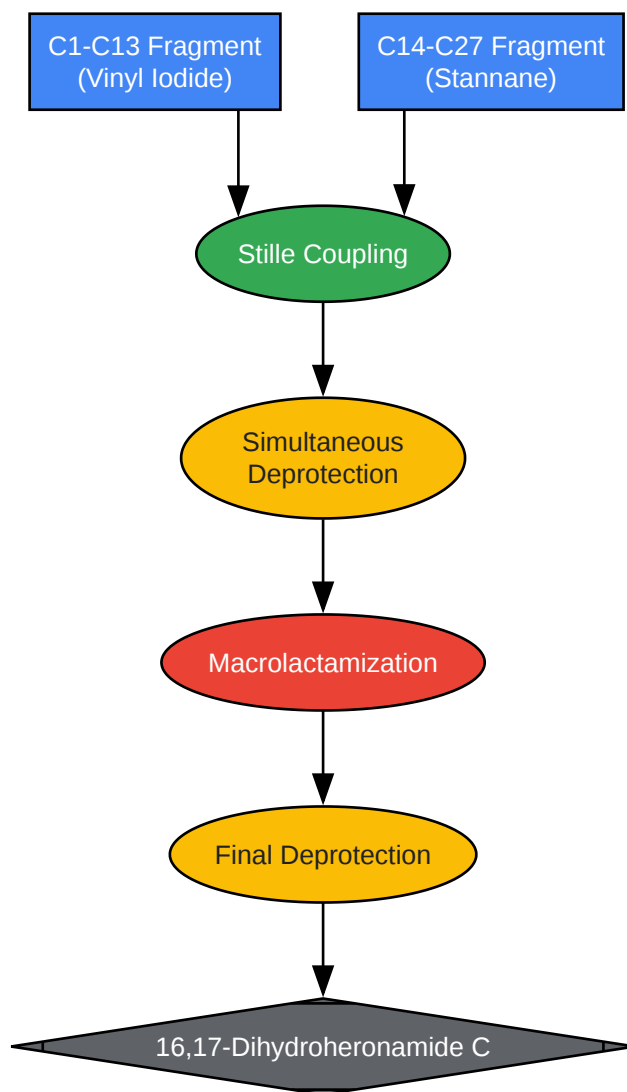 C1-C13 Fragment
(Vinyl Iodide)
C14-C27 Fragment
(Stannane)
Stille Coupling
Simultaneous
Deprotection
Macrolactamization
Final Deprotection
16,17-Dihydroheronamide C